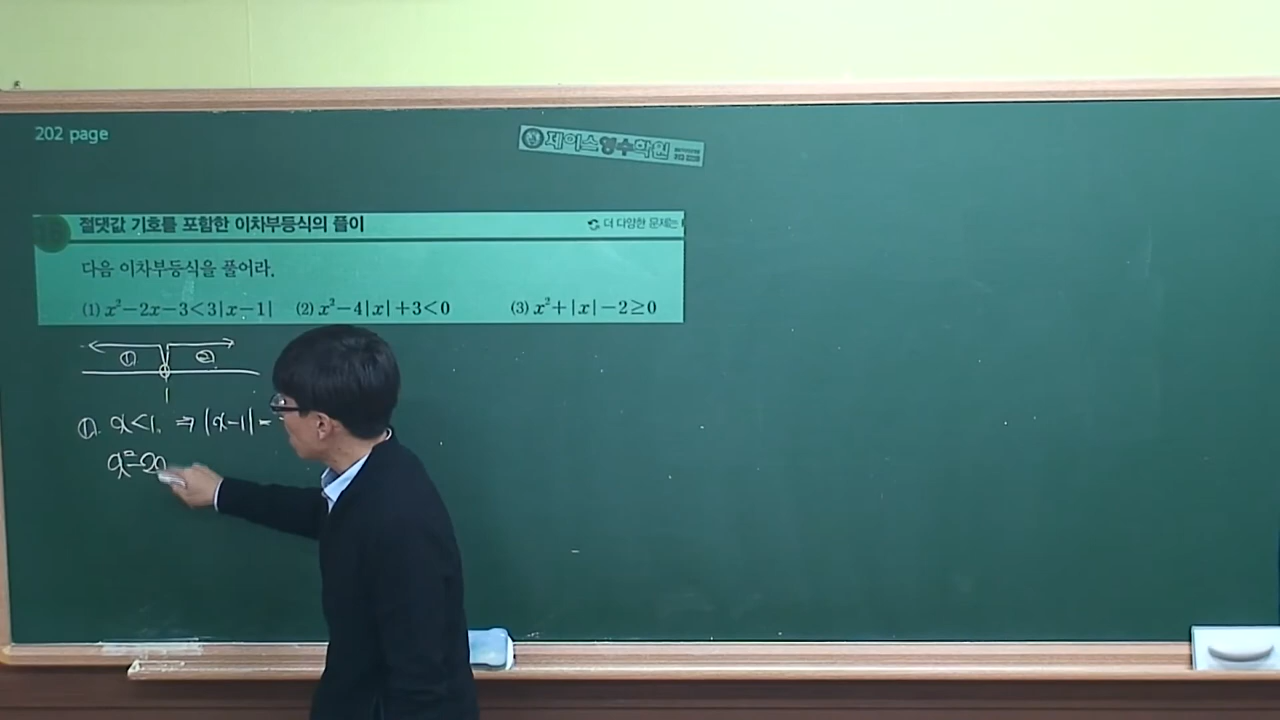 202 page
제이스영수학원
절댓값 기호를 포함한 이차부등식의 풀이
더 다양한 문제는
다음 이차부등식을 풀어라.
(1) x²-2x-3<3|x-1| (2) x²-4|x|+3<0 (3) x²+|x|-2≥0
① ②
1
①. x<1, ⇒ |x-1|=
x²-2x